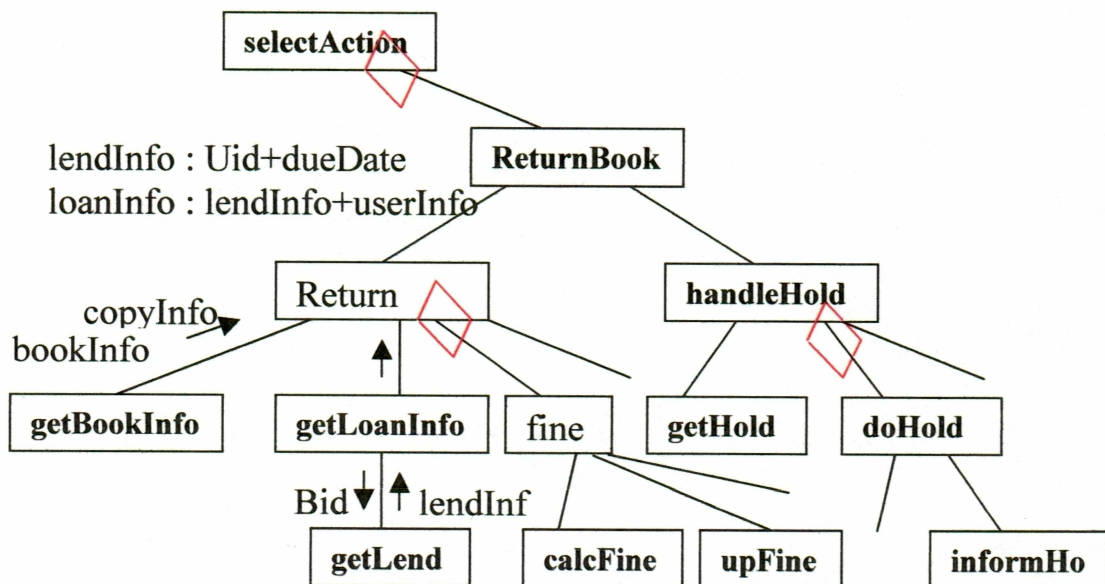 selectAction
ReturnBook
lendInfo : Uid+dueDate
loanInfo : lendInfo+userInfo
Return
handleHold
copyInfo
bookInfo
getBookInfo
getLoanInfo
fine
getHold
doHold
Bid
lendInf
getLend
calcFine
upFine
informHo